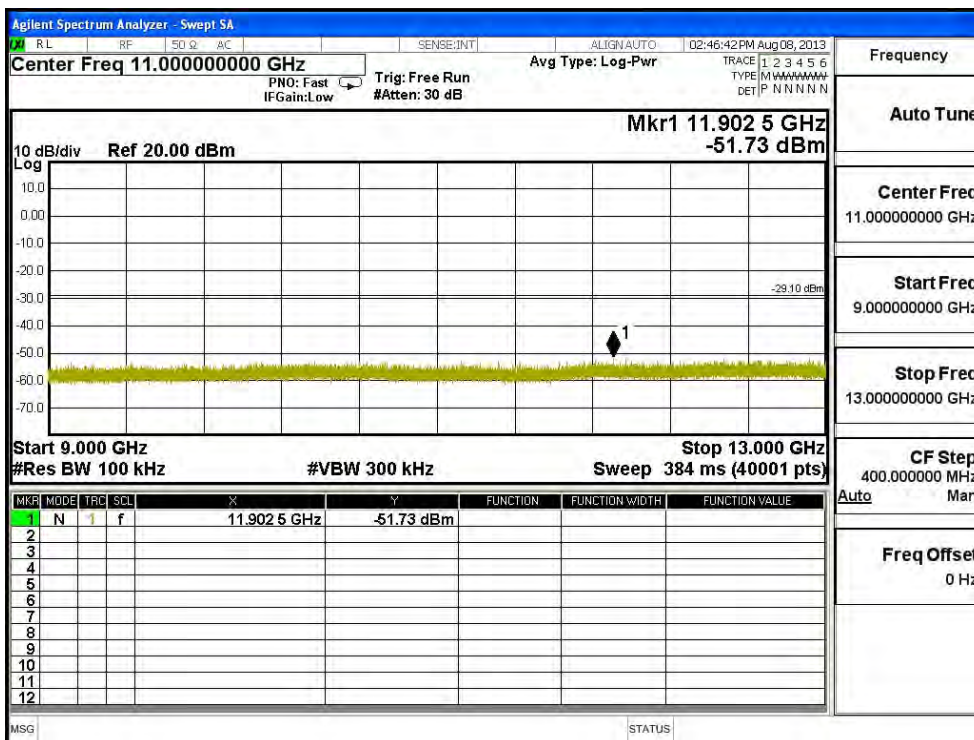 Agilent Spectrum Analyzer - Swept SA
RL RF 50 Ω AC SENSE:INT ALIGN AUTO 02:46:42 PM Aug 08, 2013
Center Freq 11.000000000 GHz
PNO: Fast
IFGain:Low
Trig: Free Run
#Atten: 30 dB
Avg Type: Log-Pwr
TRACE 1 2 3 4 5 6
TYPE MWWWWW
DET P N N N N N
Mkr1 11.902 5 GHz
-51.73 dBm
10 dB/div Ref 20.00 dBm
Log
10.0
0.00
-10.0
-20.0
-30.0
-40.0
-50.0
-60.0
-70.0
-29.10 dBm
1
Start 9.000 GHz Stop 13.000 GHz
#Res BW 100 kHz #VBW 300 kHz Sweep 384 ms (40001 pts)
MKR MODE TRC SCL X Y FUNCTION FUNCTION WIDTH FUNCTION VALUE
1 N 1 f 11.902 5 GHz -51.73 dBm
2
3
4
5
6
7
8
9
10
11
12
MSG STATUS
Frequency
Auto Tune
Center Freq
11.000000000 GHz
Start Freq
9.000000000 GHz
Stop Freq
13.000000000 GHz
CF Step
400.000000 MHz
Auto Man
Freq Offset
0 Hz